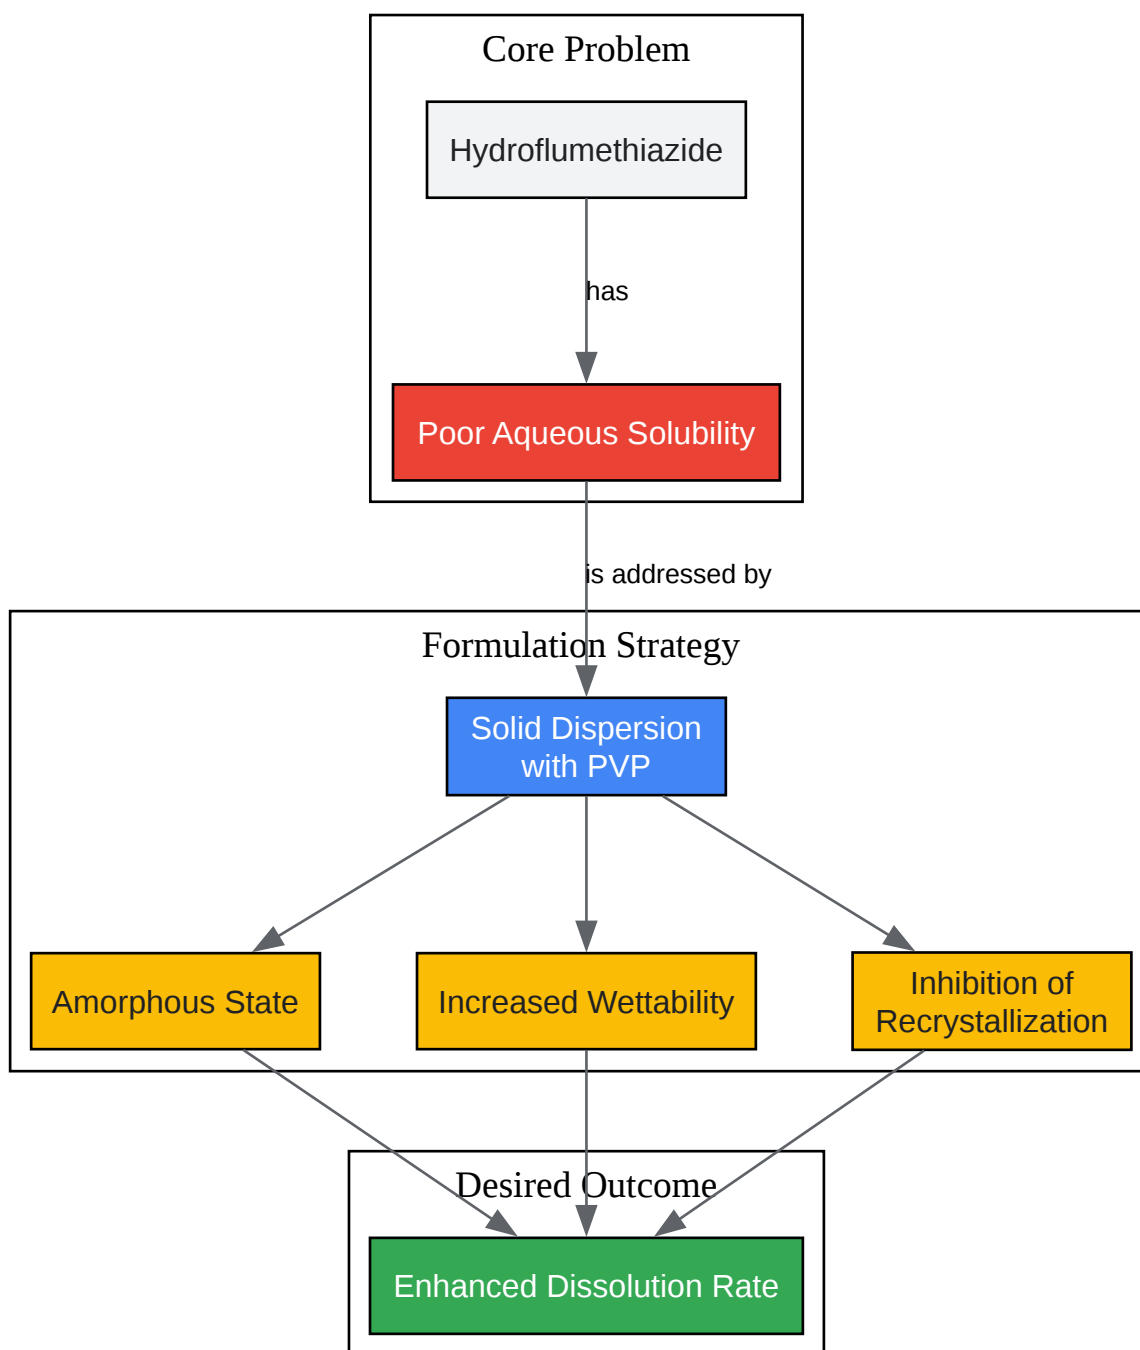 Core Problem
Hydroflumethiazide
has
Poor Aqueous Solubility
is addressed by
Formulation Strategy
Solid Dispersion
with PVP
Amorphous State
Increased Wettability
Inhibition of
Recrystallization
Desired Outcome
Enhanced Dissolution Rate